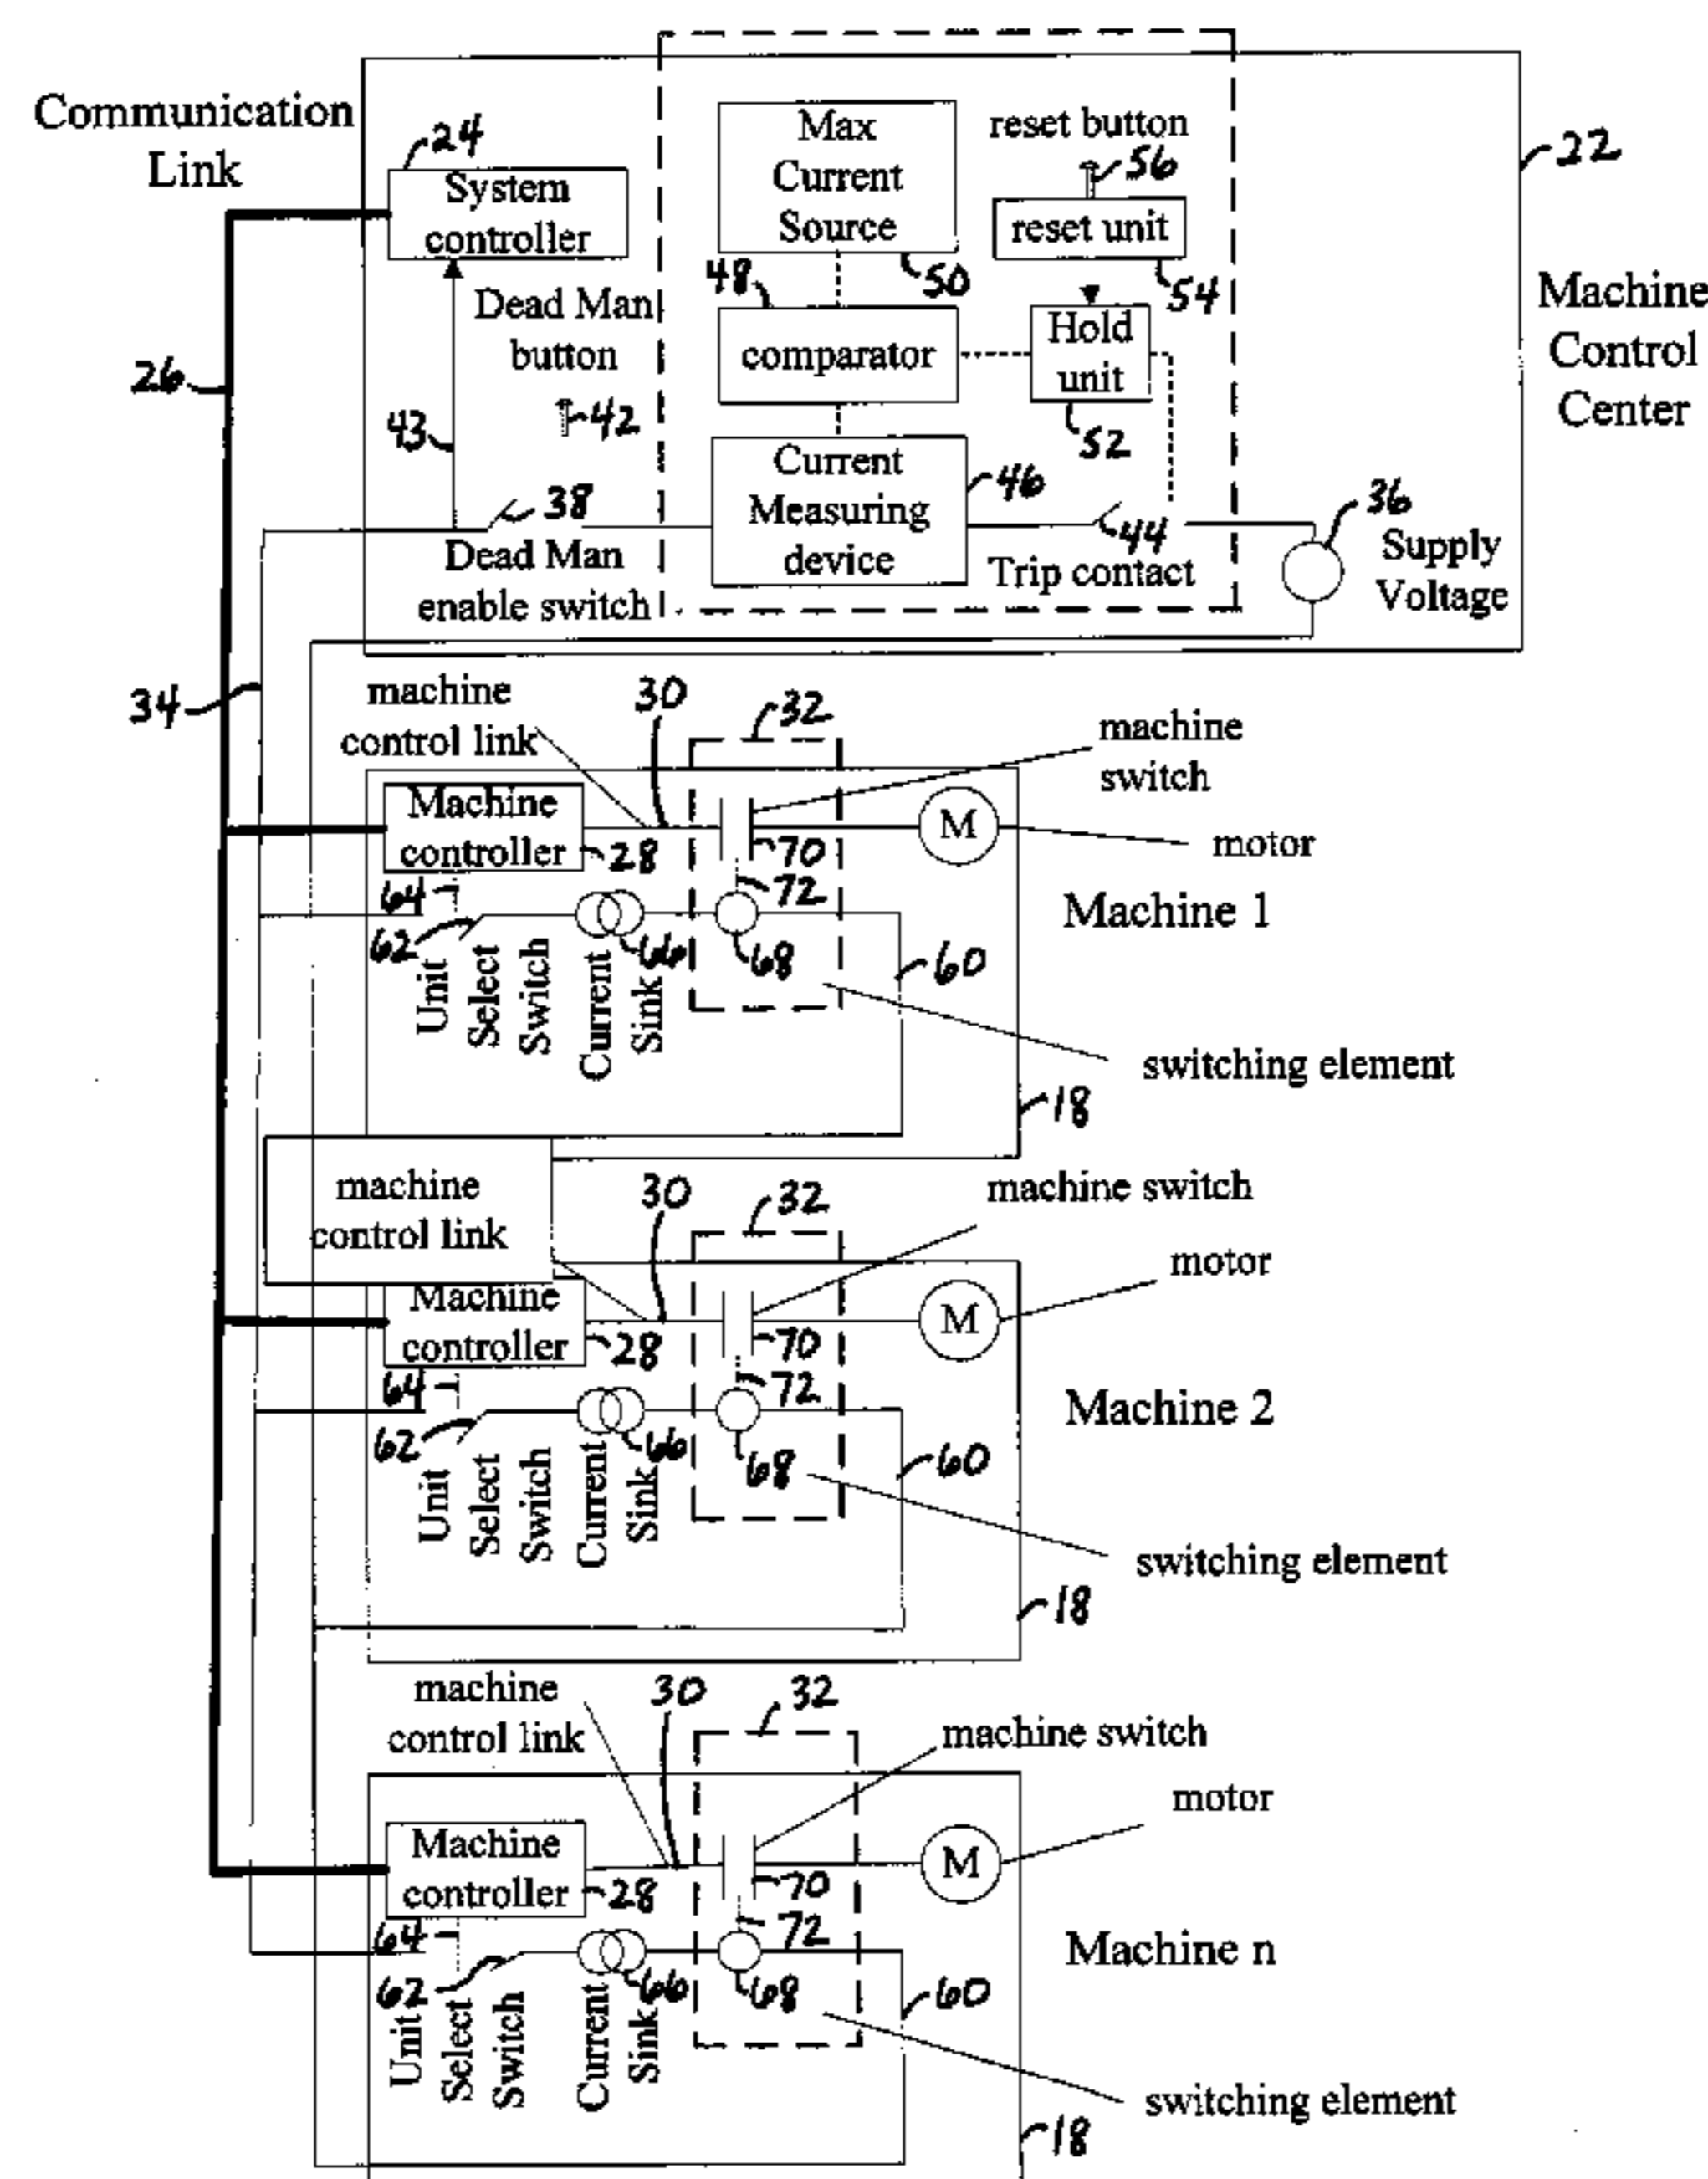 Communication
Link
24
System
controller
Max
Current
Source
50
reset button
56
reset unit
54
22
Machine
Control
Center
48
comparator
Hold
unit
52
Dead Man
button
42
26
43
Current
Measuring
device
46
38
Dead Man
enable switch
44
Trip contact
36
Supply
Voltage
34
machine
control link
30
32
machine
switch
Machine
controller
28
70
M
motor
64
72
62
66
68
60
Machine 1
Unit
Select
Switch
Current
Sink
switching element
18
machine
control link
30
32
machine switch
motor
Machine
controller
28
70
M
64
72
62
66
68
60
Machine 2
Unit
Select
Switch
Current
Sink
switching element
18
machine
control link
30
32
machine switch
motor
Machine
controller
28
70
M
64
72
62
66
68
60
Machine n
Unit
Select
Switch
Current
Sink
switching element
18